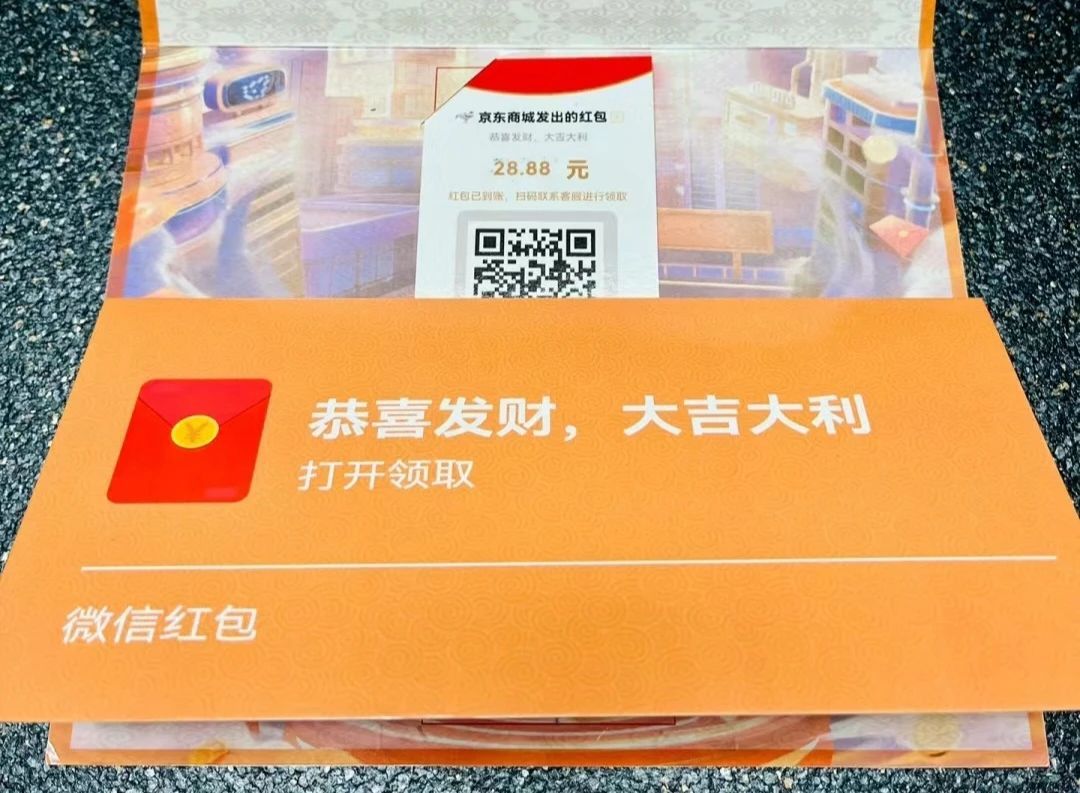 京东商城发出的红包
恭喜发财，大吉大利
28.88 元
红包已到账，扫码联系客服进行领取
恭喜发财，大吉大利
打开领取
微信红包